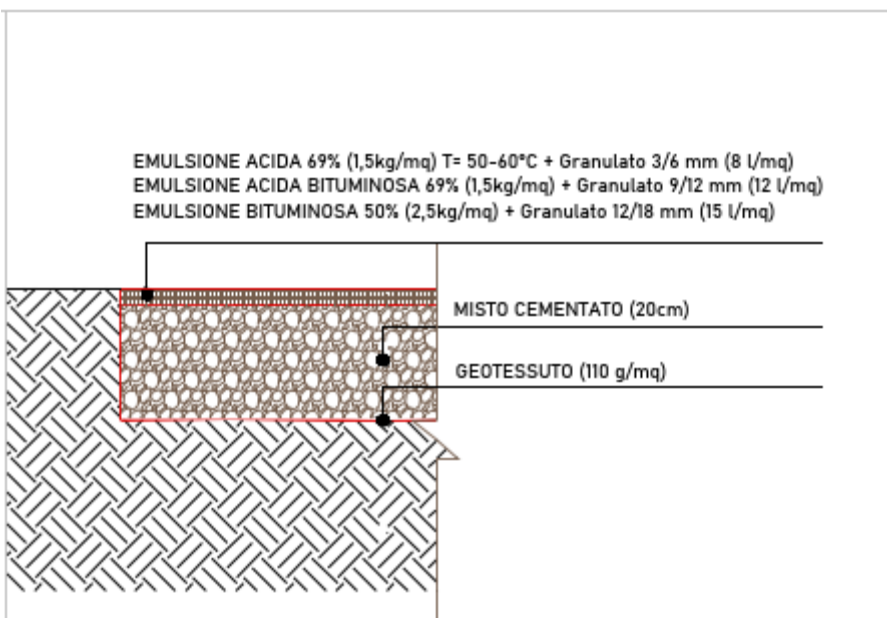 EMULSIONE ACIDA 69% (1,5kg/mq) T= 50-60°C + Granulato 3/6 mm (8 l/mq)
EMULSIONE ACIDA BITUMINOSA 69% (1,5kg/mq) + Granulato 9/12 mm (12 l/mq)
EMULSIONE BITUMINOSA 50% (2,5kg/mq) + Granulato 12/18 mm (15 l/mq)
MISTO CEMENTATO (20cm)
GEOTESSUTO (110 g/mq)